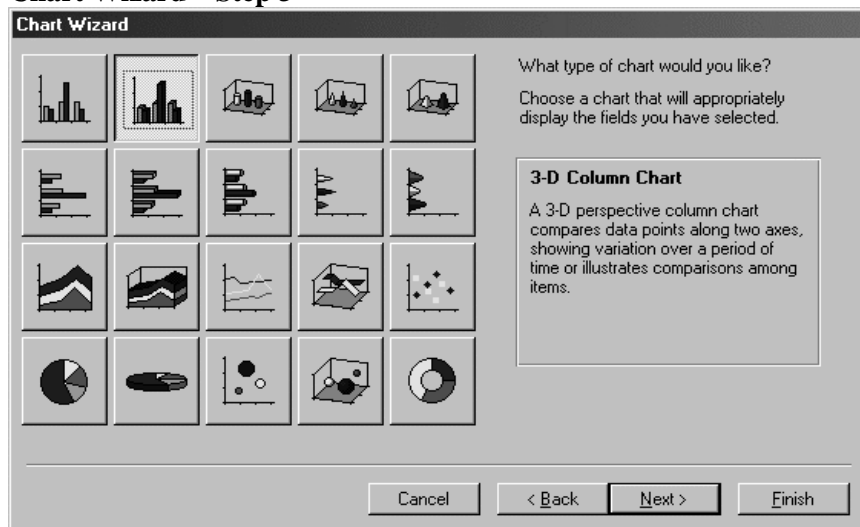 Chart Wizard
What type of chart would you like?
Choose a chart that will appropriately
display the fields you have selected.
3-D Column Chart
A 3-D perspective column chart
compares data points along two axes,
showing variation over a period of
time or illustrates comparisons among
items.
Cancel
< Back
Next >
Finish